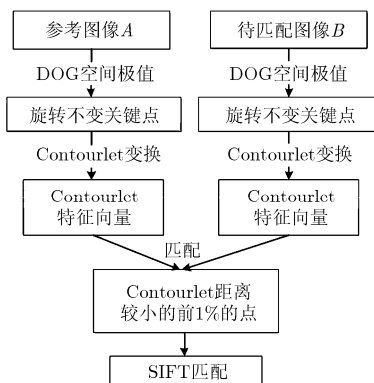 参考图像A 待匹配图像B
DOG空间极值 DOG空间极值
旋转不变关键点 旋转不变关键点
Contourlet变换 Contourlet变换
Contourlet Contourlet
特征向量 特征向量
匹配
Contourlet距离
较小的前1%的点
SIFT匹配